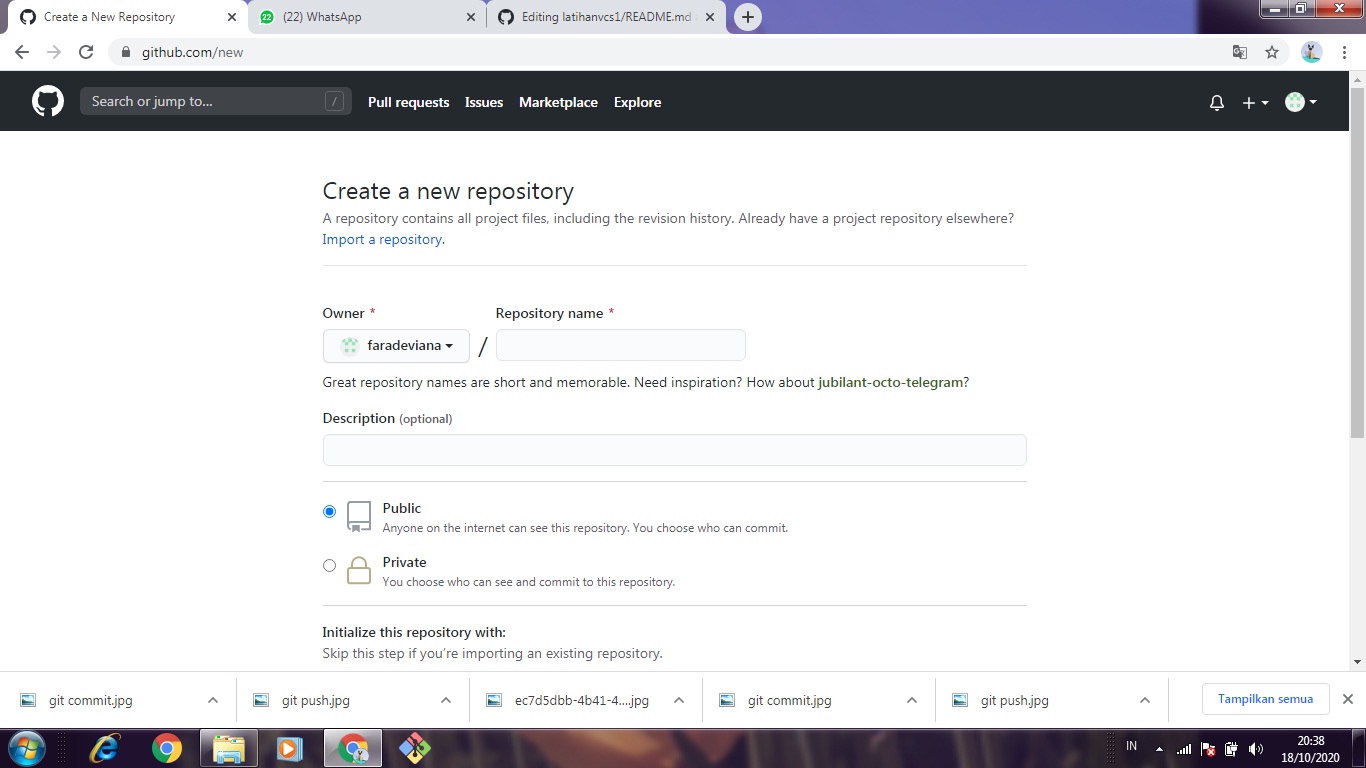 Create a New Repository
22
(22) WhatsApp
Editing latihanvcs1/README.md
github.com/new
Search or jump to...
/
Pull requests
Issues
Marketplace
Explore
Create a new repository
A repository contains all project files, including the revision history. Already have a project repository elsewhere?
Import a repository.
Owner *
Repository name *
faradeviana
/
Great repository names are short and memorable. Need inspiration? How about jubilant-octo-telegram?
Description (optional)
Public
Anyone on the internet can see this repository. You choose who can commit.
Private
You choose who can see and commit to this repository.
Initialize this repository with:
Skip this step if you're importing an existing repository.
git commit.jpg
git push.jpg
ec7d5dbb-4b41-4....jpg
git commit.jpg
git push.jpg
Tampilkan semua
IN
20:38
18/10/2020